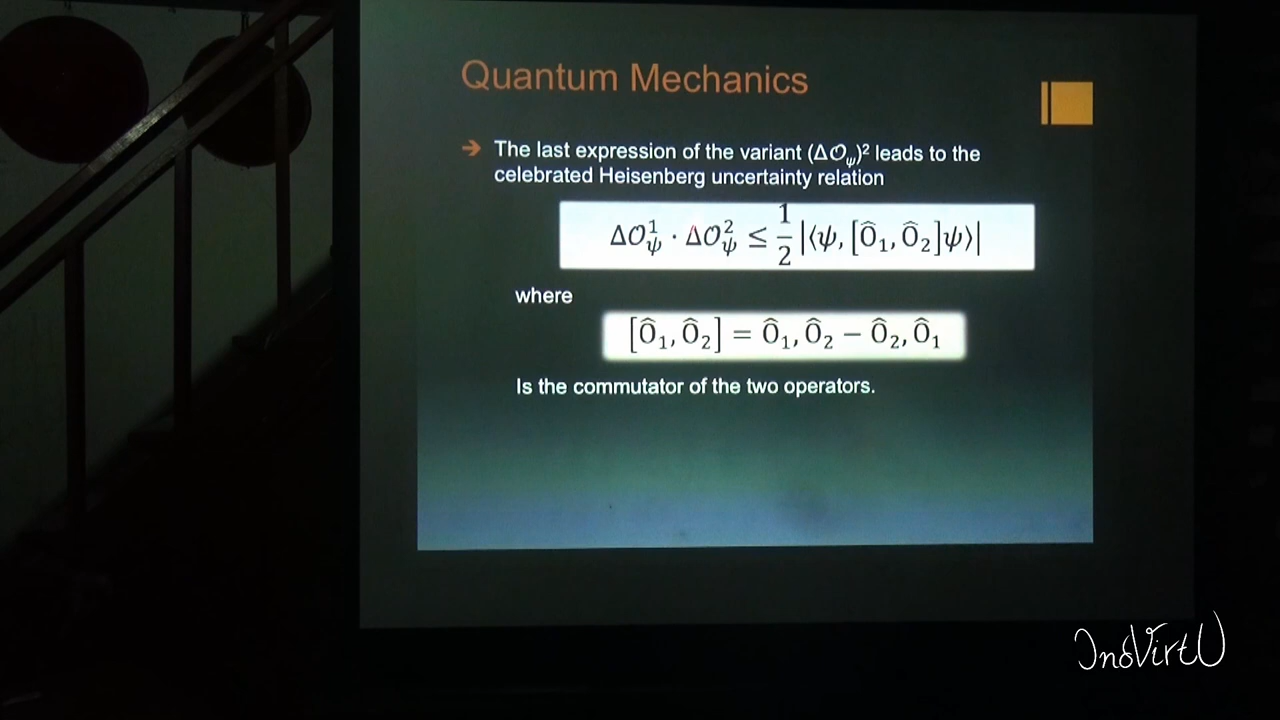 Quantum Mechanics
➔ The last expression of the variant (Δ𝒪_ψ)² leads to the
celebrated Heisenberg uncertainty relation
Δ𝒪¹_ψ · Δ𝒪²_ψ ≤ 1/2 |⟨ψ, [Ô₁, Ô₂]ψ⟩|
where
[Ô₁, Ô₂] = Ô₁, Ô₂ − Ô₂, Ô₁
Is the commutator of the two operators.
InoVirtU